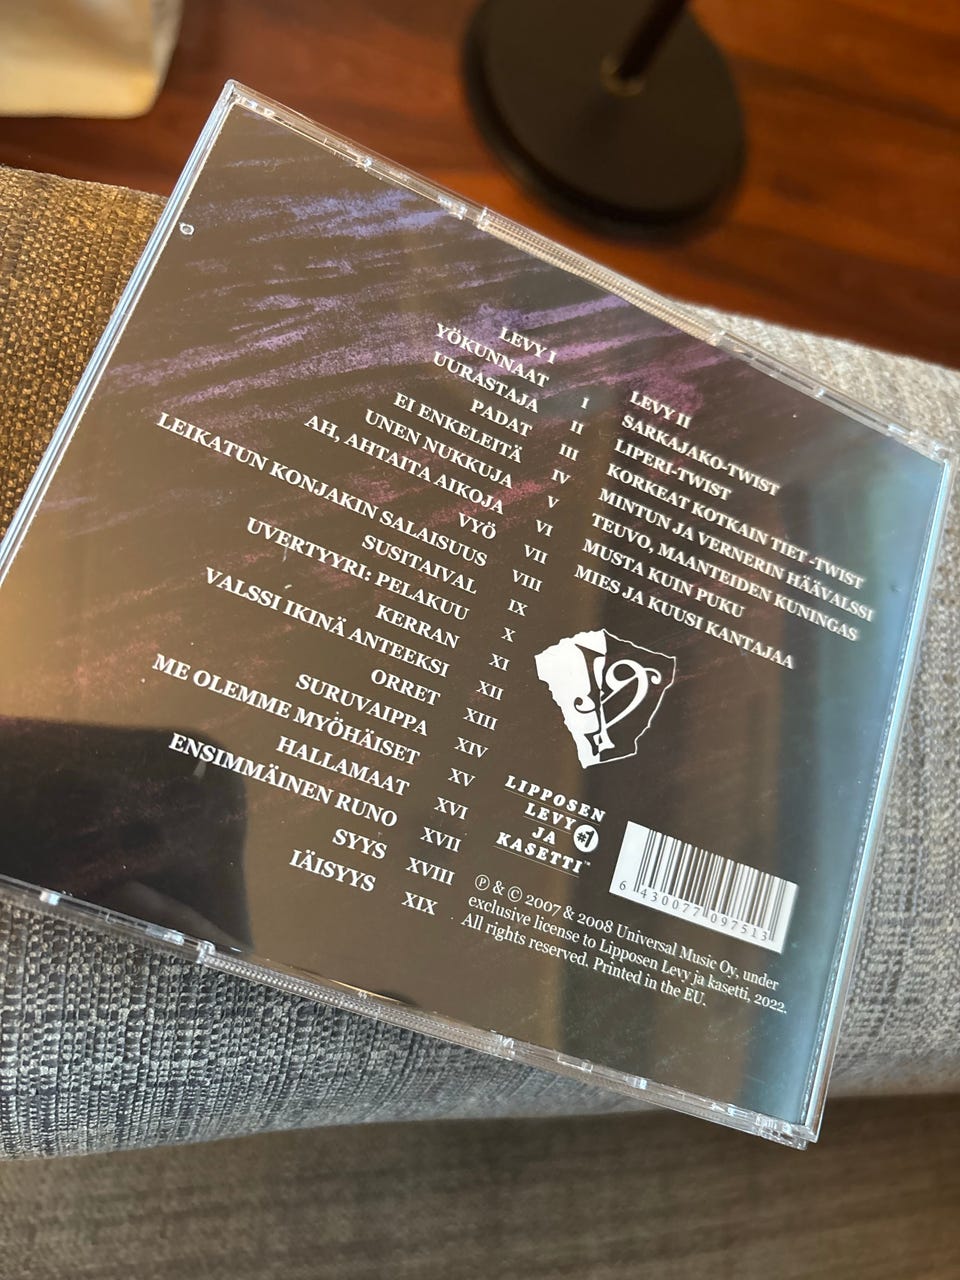 LEVY I
YÖKUNNAAT I
UURASTAJA II
PADAT III
EI ENKELEITÄ IV
UNEN NUKKUJA V
AH, AHTAITA AIKOJA VI
VYÖ VII
LEIKATUN KONJAKIN SALAISUUS VIII
SUSITAIVAL IX
UVERTYYRI: PELAKUU X
KERRAN XI
VALSSI IKINÄ ANTEEKSI XII
ORRET XIII
SURUVAIPPA XIV
ME OLEMME MYÖHÄISET XV
HALLAMAAT XVI
ENSIMMÄINEN RUNO XVII
SYYS XVIII
IÄISYYS XIX
LEVY II
SARKAJAKO-TWIST
LIPERI-TWIST
KORKEAT KOTKAIN TIET -TWIST
MINTUN JA VERNERIN HÄÄVALSSI
TEUVO, MAANTEIDEN KUNINGAS
MUSTA KUIN PUKU
MIES JA KUUSI KANTAJAA
LIPPOSEN
LEVY
JA #1
KASETTI™
6 430077 097513
℗ & © 2007 & 2008 Universal Music Oy, under
exclusive license to Lipposen Levy ja kasetti, 2022.
All rights reserved. Printed in the EU.